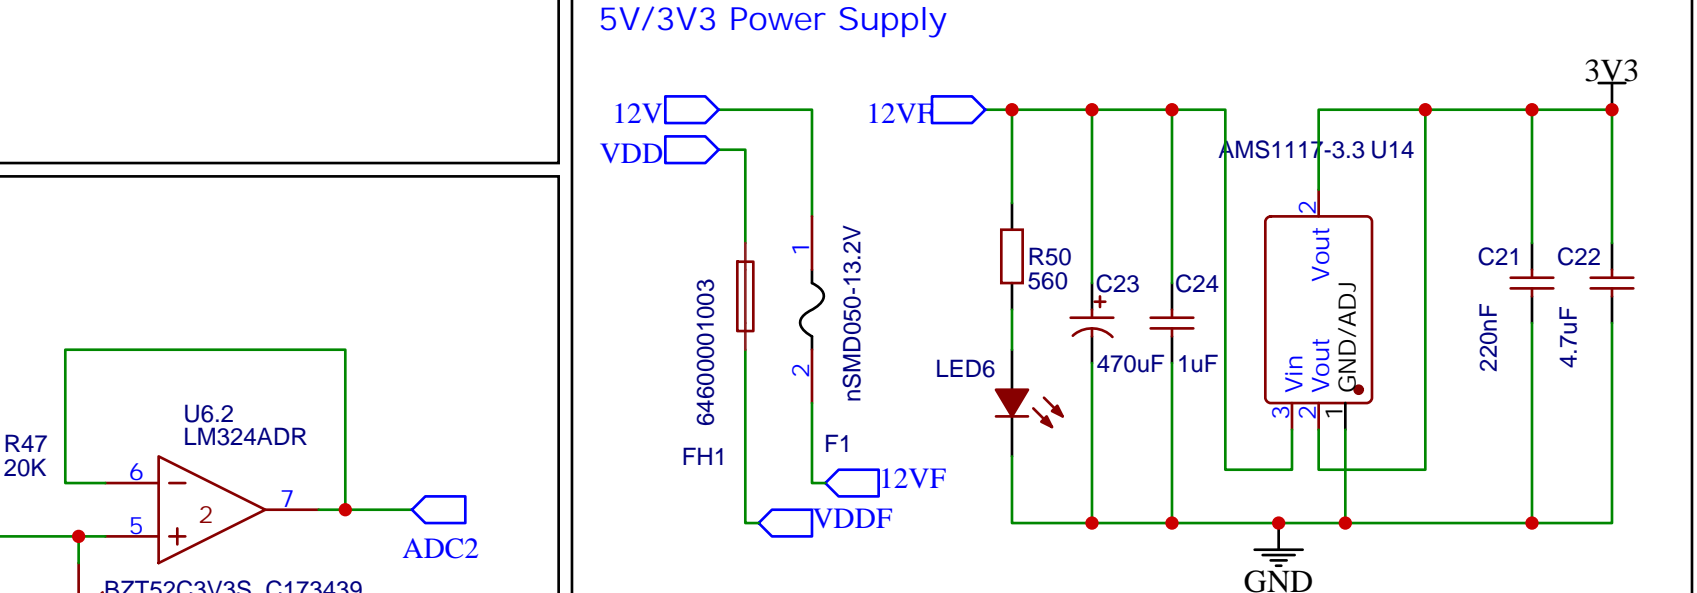 5V/3V3 Power Supply
3V3
12V
12VF
VDD
AMS1117-3.3 U14
2
Vout
1
nSMD050-13.2V
R50
560
C21
C22
64600001003
C23
C24
+
GND/ADJ
220nF
4.7uF
Vin
Vout
2
LED6
470uF
1uF
3
2
1
U6.2
LM324ADR
R47
20K
FH1
F1
6
7
12VF
2
5
VDDF
ADC2
GND
BZT52C3V3S_C173439